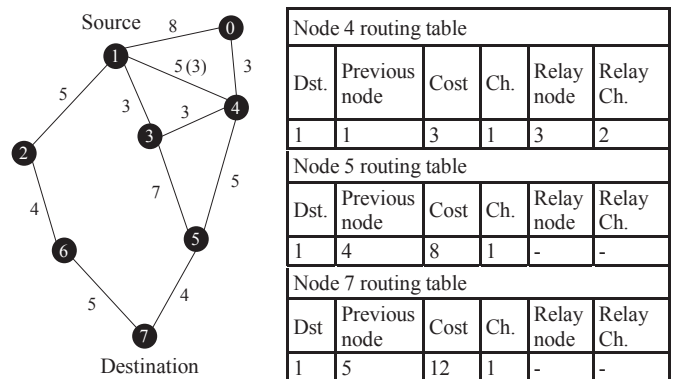 Source
8
0
1
5 (3)
3
5
3
3
4
3
2
7
5
4
6
5
5
4
7
Destination
Node 4 routing table
Dst. Previous node Cost Ch. Relay node Relay Ch.
1 1 3 1 3 2
Node 5 routing table
Dst. Previous node Cost Ch. Relay node Relay Ch.
1 4 8 1 - -
Node 7 routing table
Dst Previous node Cost Ch. Relay node Relay Ch.
1 5 12 1 - -